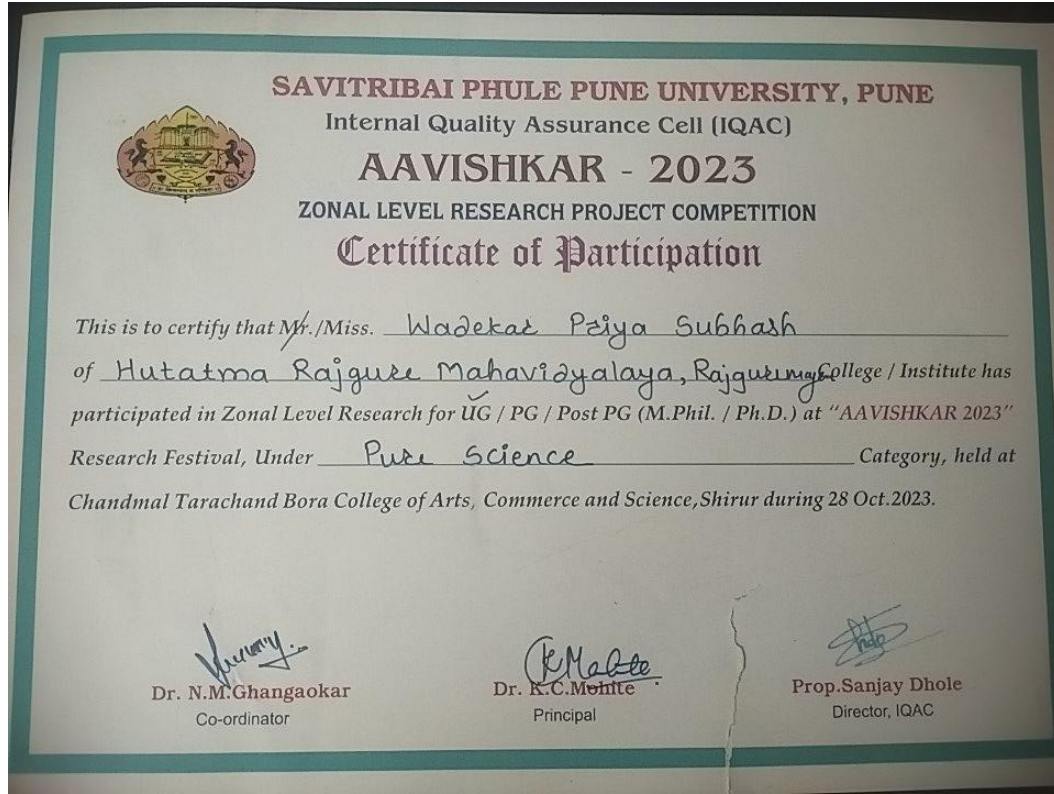 SAVITRIBAI PHULE PUNE UNIVERSITY, PUNE
Internal Quality Assurance Cell (IQAC)
AAVISHKAR - 2023
ZONAL LEVEL RESEARCH PROJECT COMPETITION
Certificate of Participation
This is to certify that Mr./Miss. Wadekar Priya Subhash
of Hutatma Rajguru Mahavidyalaya, Rajgurunagar College / Institute has
participated in Zonal Level Research for UG / PG / Post PG (M.Phil. / Ph.D.) at "AAVISHKAR 2023"
Research Festival, Under Pure Science Category, held at
Chandmal Tarachand Bora College of Arts, Commerce and Science,Shirur during 28 Oct.2023.
Dr. N.M.Ghangaokar
Co-ordinator
KMohite
Dr. K.C.Mohite
Principal
Prop.Sanjay Dhole
Director, IQAC